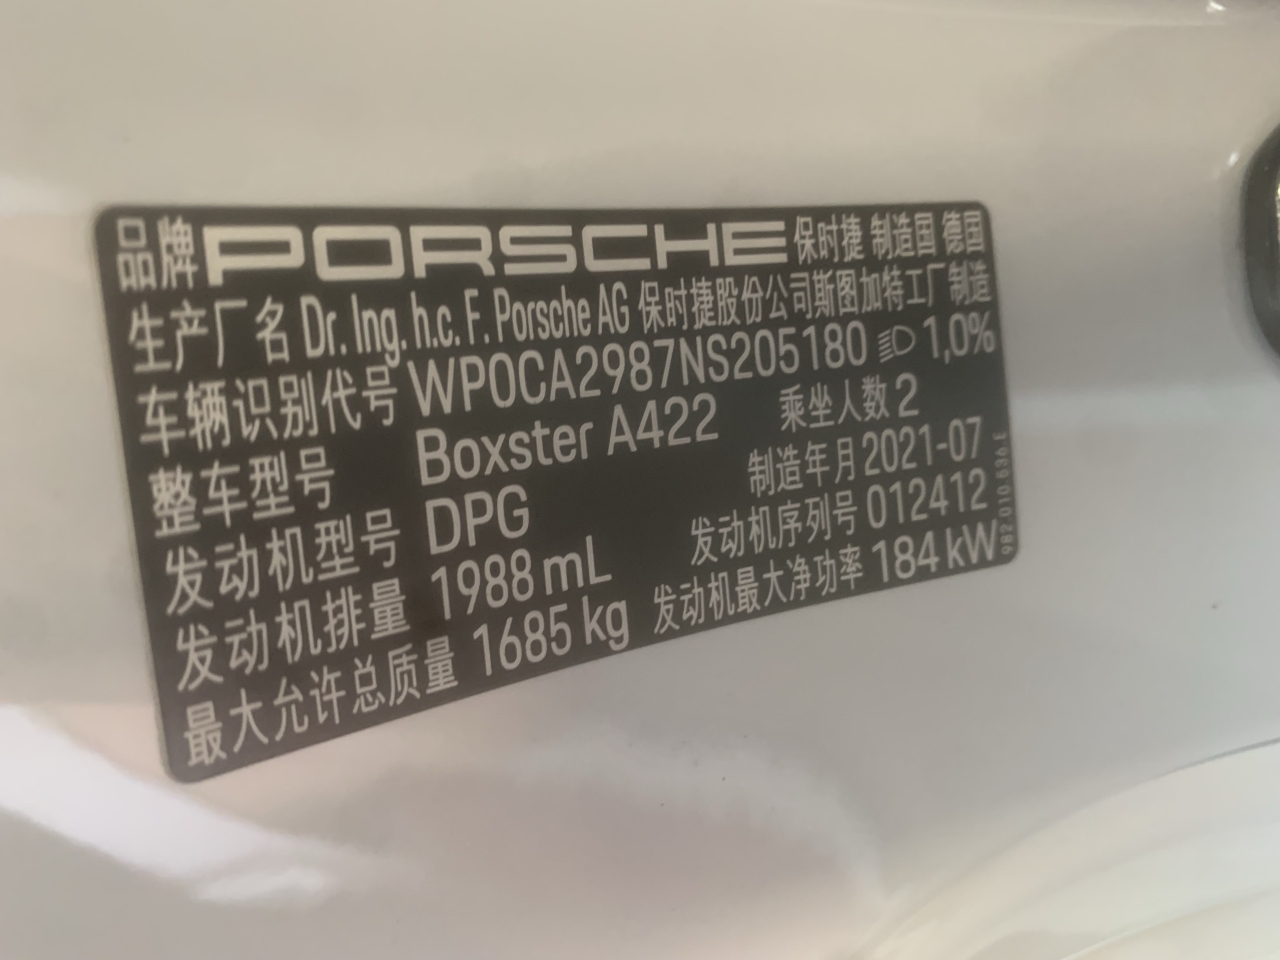 品牌 PORSCHE 保时捷 制造国 德国
生产厂名 Dr. Ing. h.c. F. Porsche AG 保时捷股份公司斯图加特工厂制造
车辆识别代号 WP0CA2987NS205180 1,0%
整车型号 Boxster A422 乘坐人数 2
发动机型号 DPG 制造年月 2021-07
发动机排量 1988 mL 发动机序列号 012412
最大允许总质量 1685 kg 发动机最大净功率 184 kW
982 010 536 E